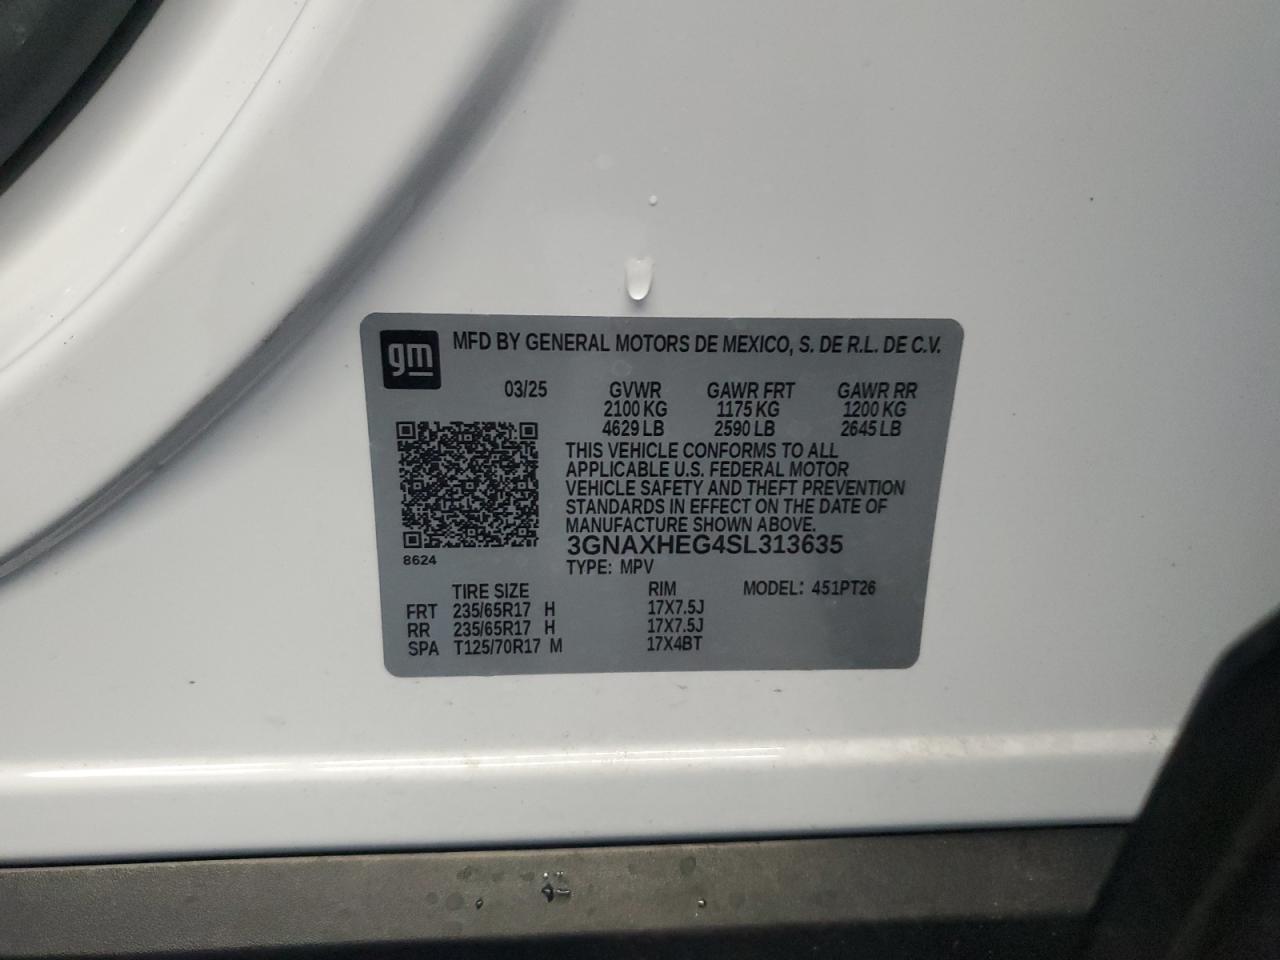 gm
MFD BY GENERAL MOTORS DE MEXICO, S. DE R.L. DE C.V.
03/25 GVWR GAWR FRT GAWR RR
2100 KG 1175 KG 1200 KG
4629 LB 2590 LB 2645 LB
THIS VEHICLE CONFORMS TO ALL
APPLICABLE U.S. FEDERAL MOTOR
VEHICLE SAFETY AND THEFT PREVENTION
STANDARDS IN EFFECT ON THE DATE OF
MANUFACTURE SHOWN ABOVE.
3GNAXHEG4SL313635
8624
TYPE: MPV
TIRE SIZE RIM MODEL: 451PT26
FRT 235/65R17 H 17X7.5J
RR 235/65R17 H 17X7.5J
SPA T125/70R17 M 17X4BT